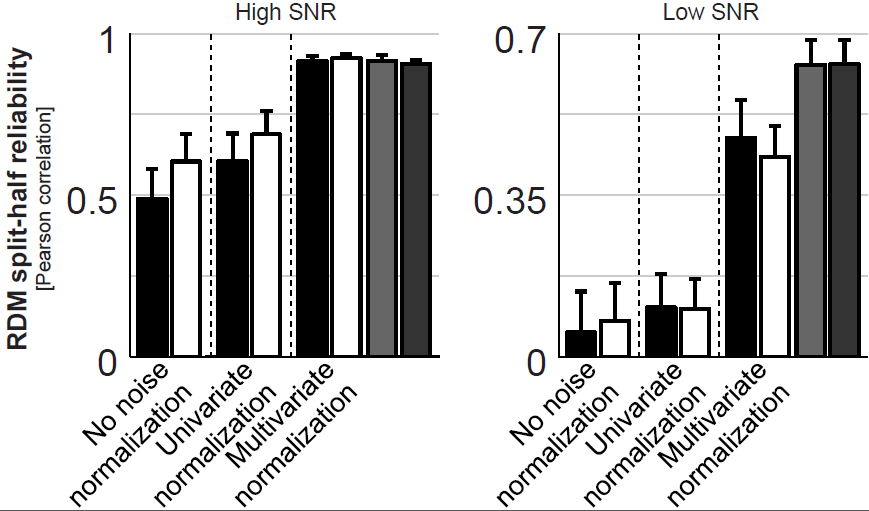 High SNR
Low SNR
RDM split-half reliability
[Pearson correlation]
1
0.5
0
No noise
normalization
Univariate
normalization
Multivariate
normalization
0.7
0.35
0
No noise
normalization
Univariate
normalization
Multivariate
normalization